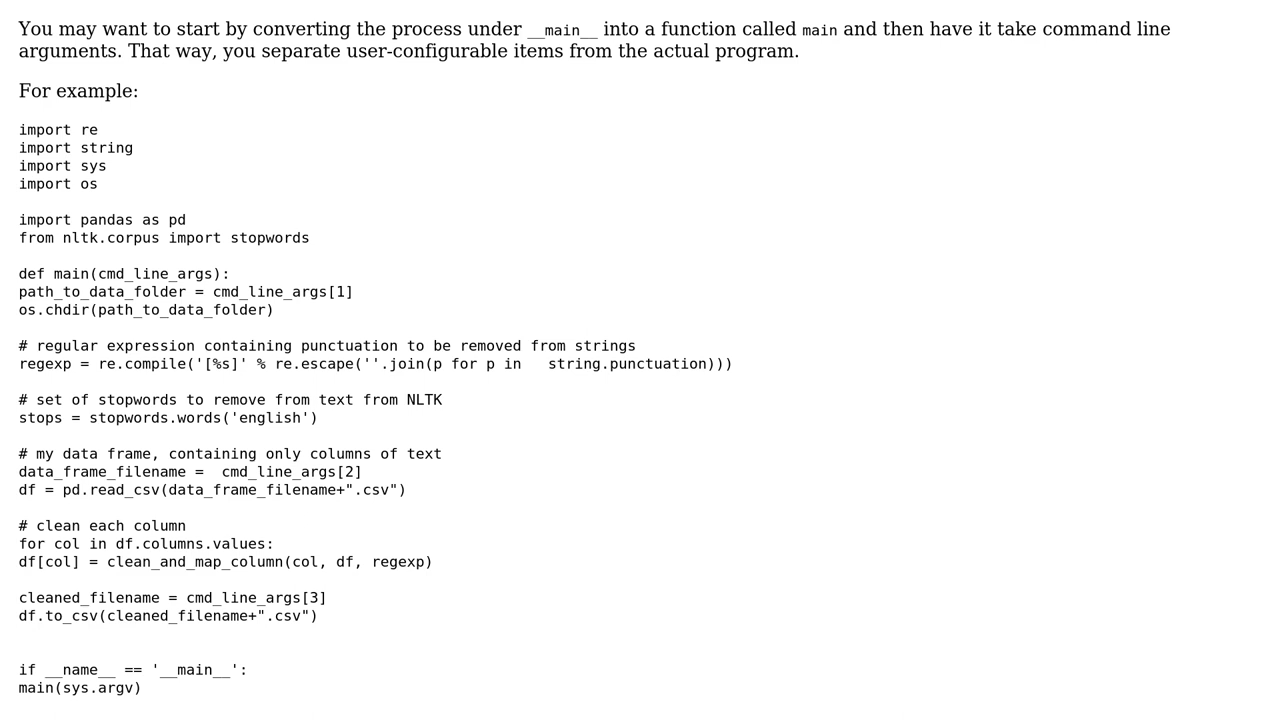 You may want to start by converting the process under __main__ into a function called main and then have it take command line
arguments. That way, you separate user-configurable items from the actual program.
For example:
import re
import string
import sys
import os
import pandas as pd
from nltk.corpus import stopwords
def main(cmd_line_args):
path_to_data_folder = cmd_line_args[1]
os.chdir(path_to_data_folder)
# regular expression containing punctuation to be removed from strings
regexp = re.compile('[%s]' % re.escape(''.join(p for p in   string.punctuation)))
# set of stopwords to remove from text from NLTK
stops = stopwords.words('english')
# my data frame, containing only columns of text
data_frame_filename =  cmd_line_args[2]
df = pd.read_csv(data_frame_filename+".csv")
# clean each column
for col in df.columns.values:
df[col] = clean_and_map_column(col, df, regexp)
cleaned_filename = cmd_line_args[3]
df.to_csv(cleaned_filename+".csv")
if __name__ == '__main__':
main(sys.argv)